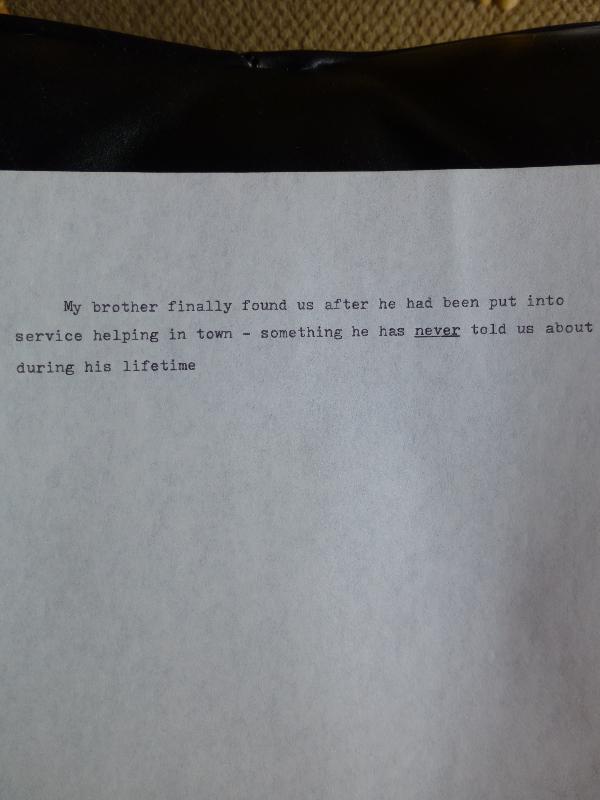 My brother finally found us after he had been put into
service helping in town - something he has never told us about
during his lifetime